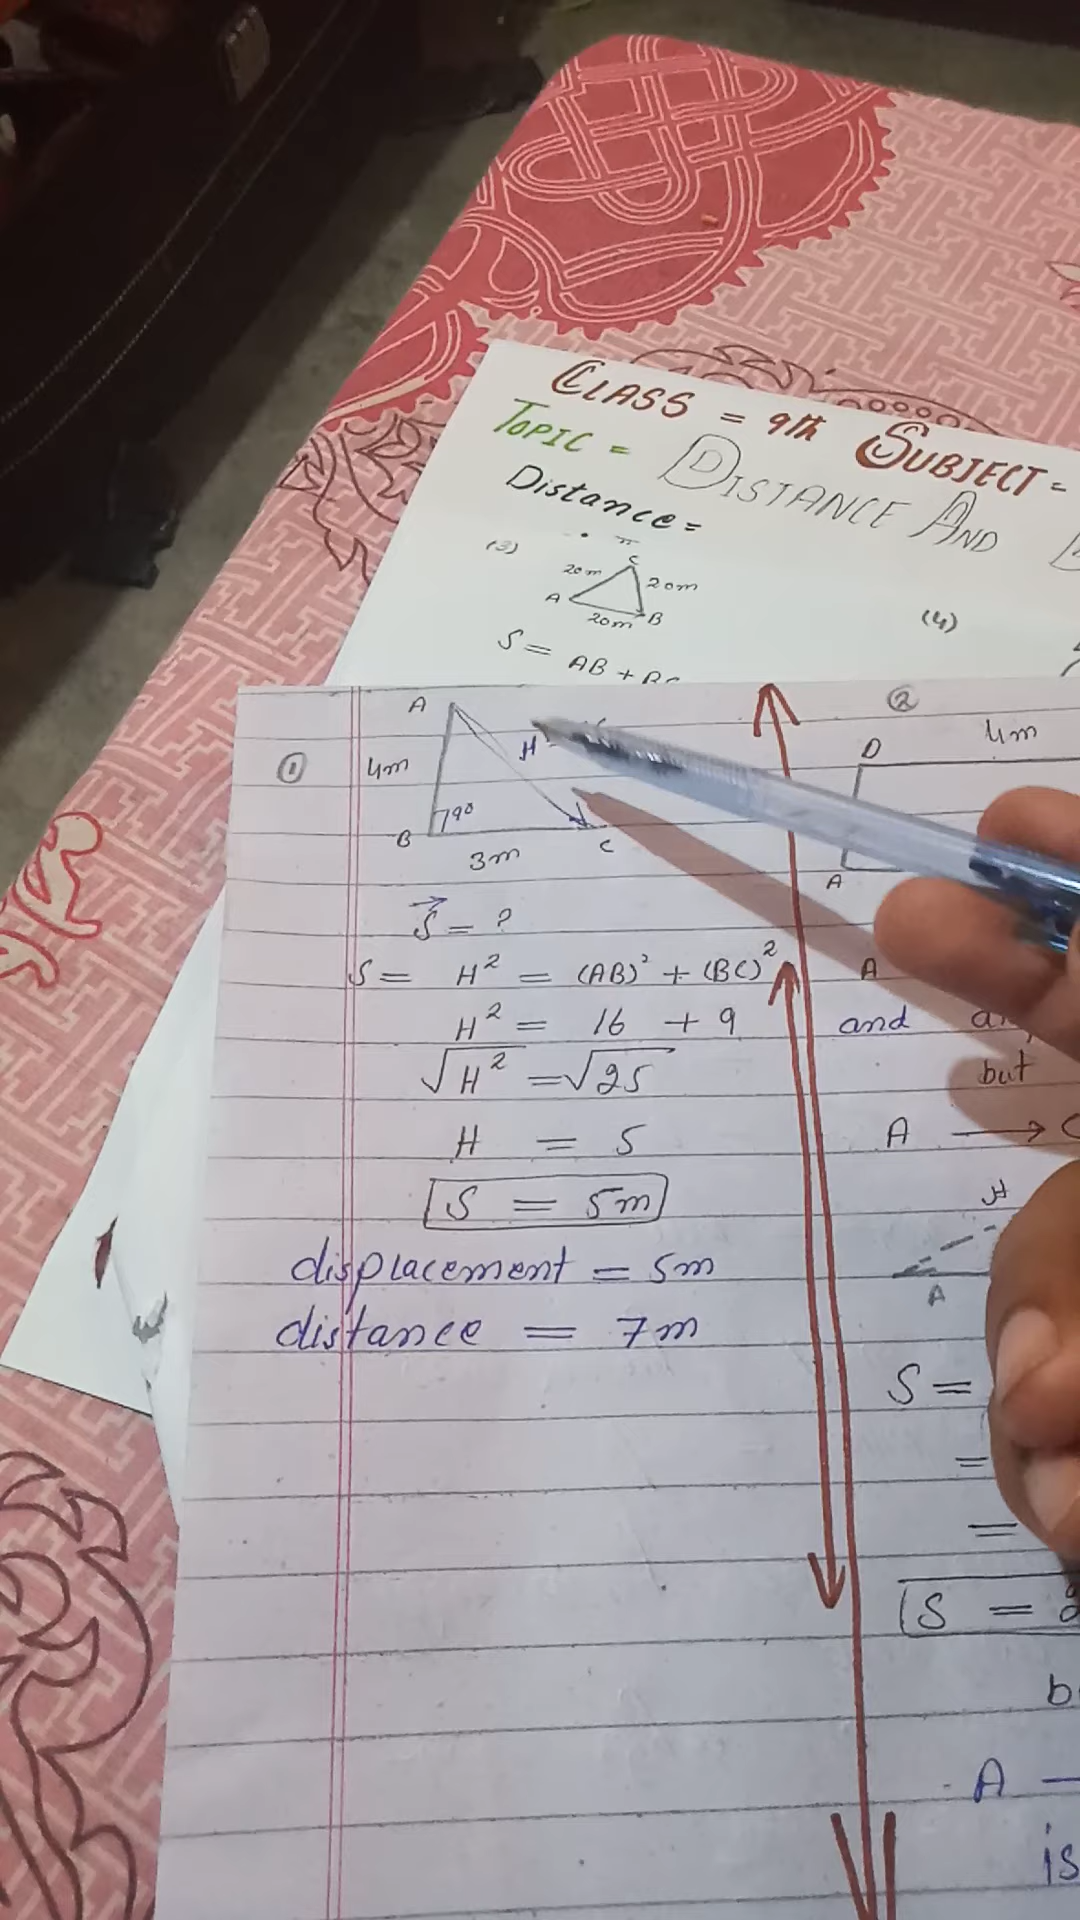 CLASS = 9th SUBJECT =
TOPIC = DISTANCE AND
Distance =
(3)
C
20m
20m
A
B
20m
(4)
S = AB +
A
①
4m
H
90
B
3m
C
S = ?
S = H² = (AB)² + (BC)²
H² = 16 + 9
√H² = √25
H = 5
S = 5m
displacement = 5m
distance = 7m
②
4m
D
A
A
and
but
A → C
H
A
S =
=
=
S =
A
is